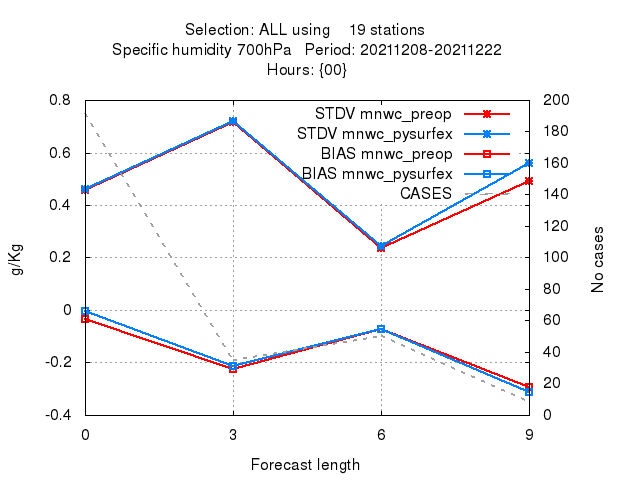 Selection: ALL using    19 stations
Specific humidity 700hPa   Period: 20211208-20211222
Hours: {00}
STDV mnwc_preop
STDV mnwc_pysurfex
BIAS mnwc_preop
BIAS mnwc_pysurfex
CASES
0.8
0.6
0.4
0.2
0
-0.2
-0.4
g/Kg
200
180
160
140
120
100
80
60
40
20
0
No cases
0 3 6 9
Forecast length